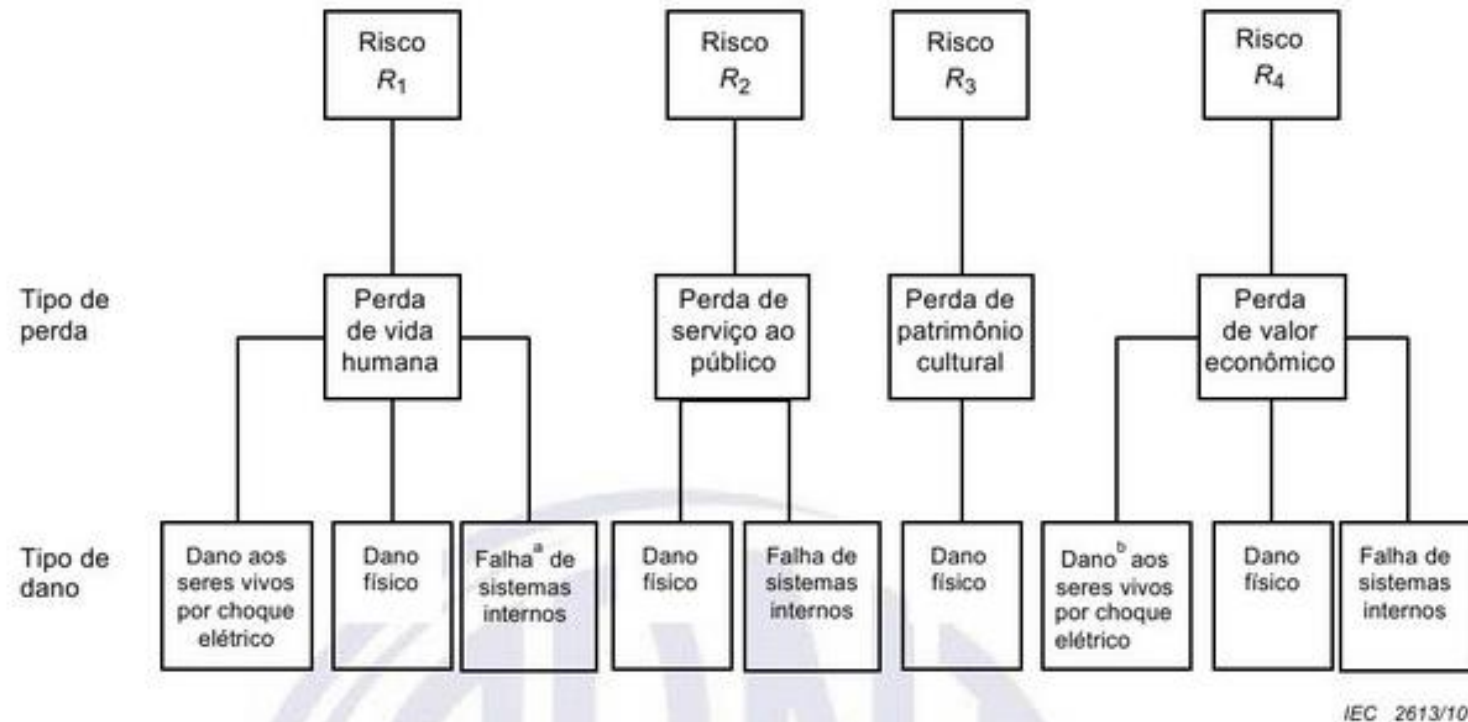 Risco
R1
Risco
R2
Risco
R3
Risco
R4
Tipo de
perda
Perda
de vida
humana
Perda de
serviço ao
público
Perda de
patrimônio
cultural
Perda
de valor
econômico
Tipo de
dano
Dano aos
seres vivos
por choque
elétrico
Dano
físico
Falhaᵃ de
sistemas
internos
Dano
físico
Falha de
sistemas
internos
Dano
físico
Danoᵇ aos
seres vivos
por choque
elétrico
Dano
físico
Falha de
sistemas
internos
IEC 2613/10